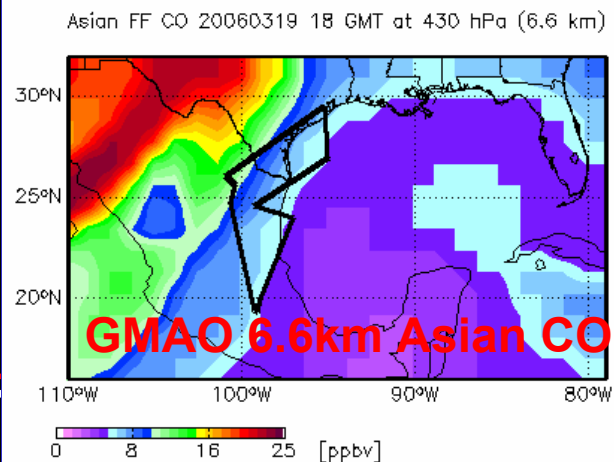 Asian FF CO 20060319 18 GMT at 430 hPa (6.6 km)
30°N
25°N
20°N
GMAO 6.6km Asian CO
110°W 100°W 90°W 80°W
0 8 16 25 [ppbv]